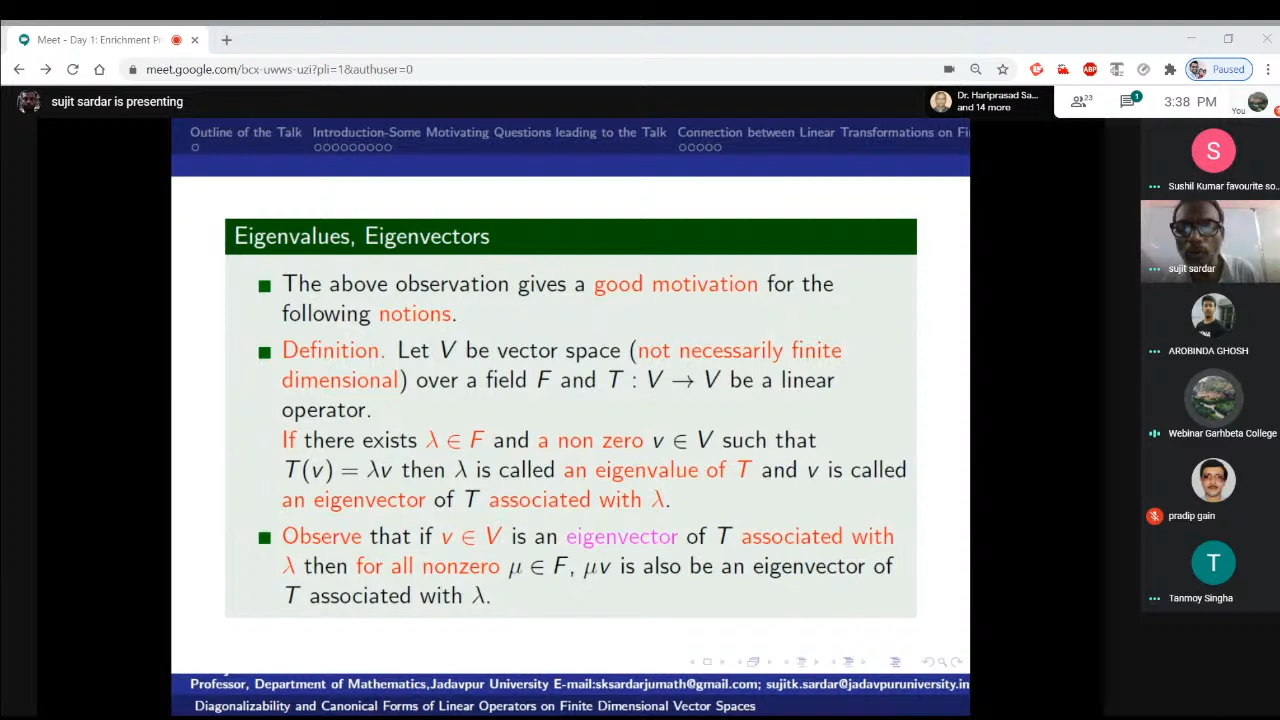 Meet - Day 1: Enrichment Pr
meet.google.com/bcx-uwws-uzi?pli=1&authuser=0
ABP
Paused
sujit sardar is presenting
Dr. Hariprasad Sa...
and 14 more
23
1
3:38 PM
You
Outline of the Talk Introduction-Some Motivating Questions leading to the Talk Connection between Linear Transformations on Fi
Eigenvalues, Eigenvectors
The above observation gives a good motivation for the
following notions.
Definition. Let V be vector space (not necessarily finite
dimensional) over a field F and T : V → V be a linear
operator.
If there exists λ ∈ F and a non zero v ∈ V such that
T(v) = λv then λ is called an eigenvalue of T and v is called
an eigenvector of T associated with λ.
Observe that if v ∈ V is an eigenvector of T associated with
λ then for all nonzero μ ∈ F, μv is also be an eigenvector of
T associated with λ.
Professor, Department of Mathematics,Jadavpur University E-mail:sksardarjumath@gmail.com; sujitk.sardar@jadavpuruniversity.in
Diagonalizability and Canonical Forms of Linear Operators on Finite Dimensional Vector Spaces
S
Sushil Kumar favourite so...
sujit sardar
AROBINDA GHOSH
Webinar Garhbeta College
pradip gain
T
Tanmoy Singha